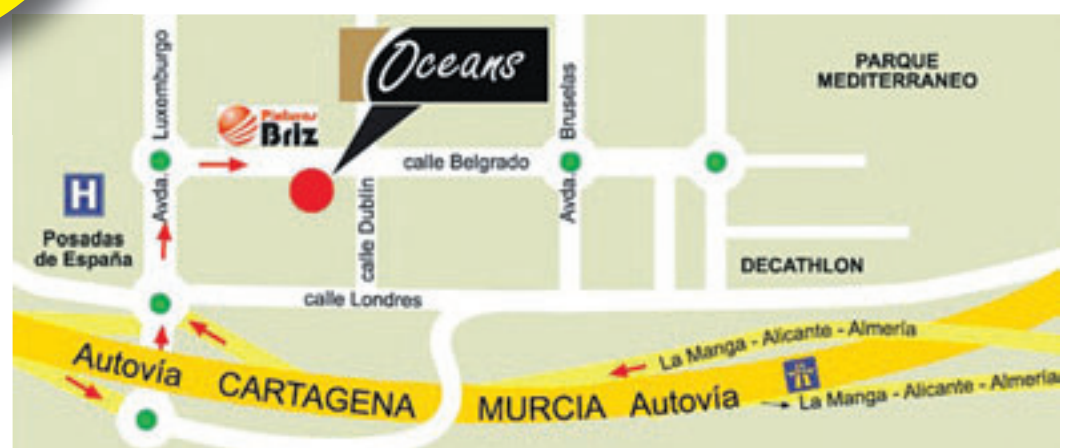 Oceans
PARQUE
MEDITERRANEO
Avda. Luxemburgo
Pinturas
Briz
calle Belgrado
Avda. Bruselas
H
Posadas
de España
calle Dublín
DECATHLON
calle Londres
La Manga - Alicante - Almería
Autovía CARTAGENA MURCIA Autovía
La Manga - Alicante - Almería